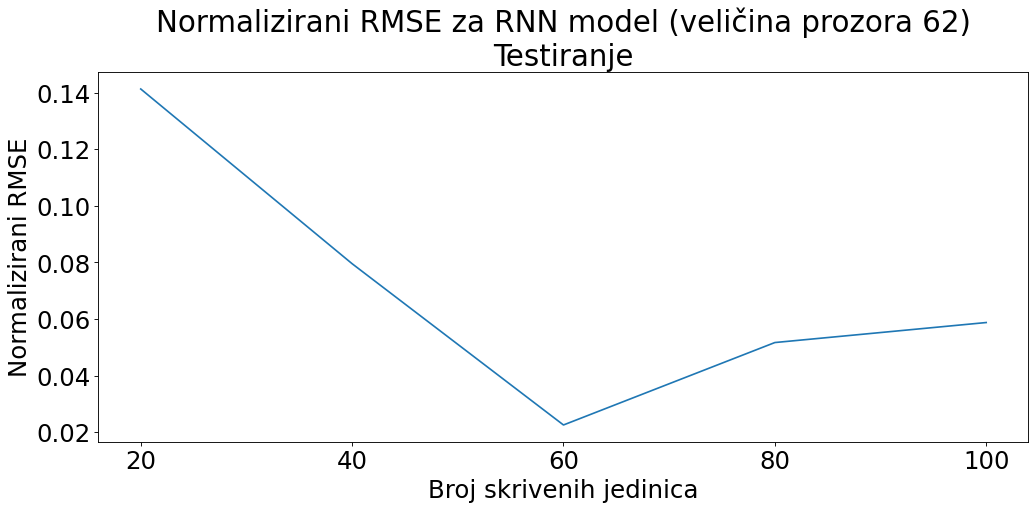 Normalizirani RMSE za RNN model (veličina prozora 62)
Testiranje
Normalizirani RMSE
0.14
0.12
0.10
0.08
0.06
0.04
0.02
20 40 60 80 100
Broj skrivenih jedinica